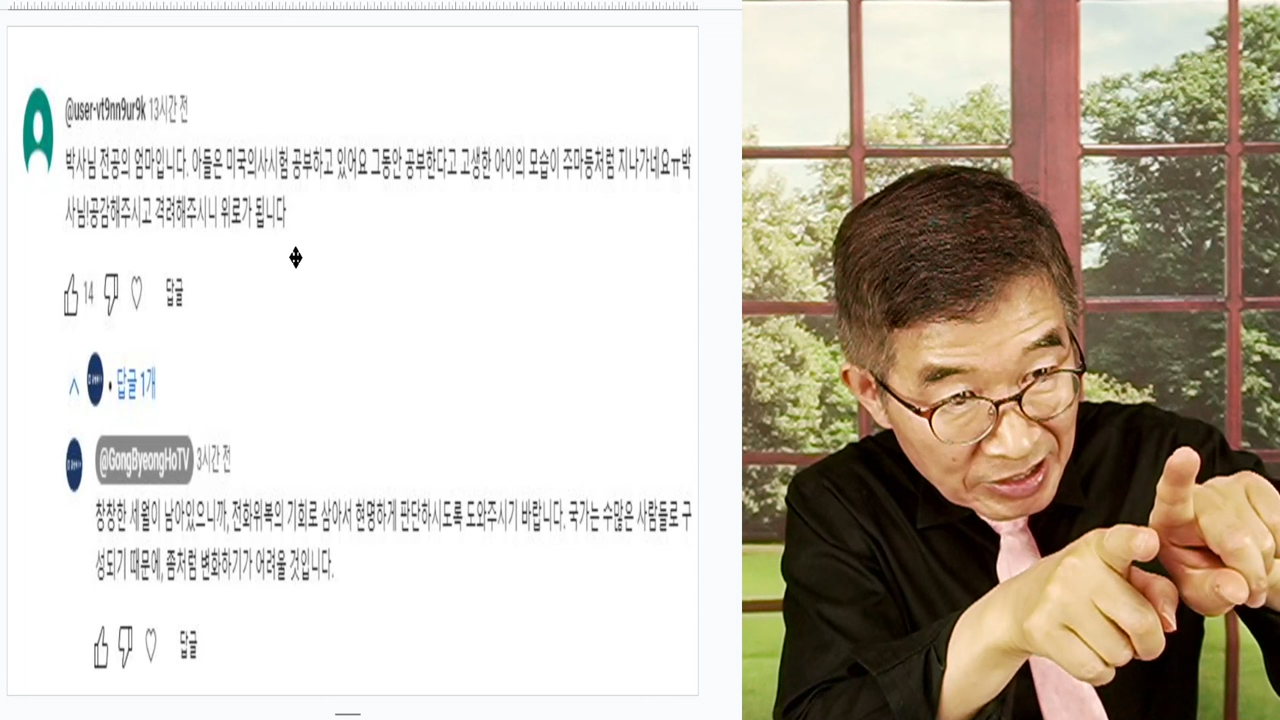 @user-vt9nn9ur9k 13시간 전
박사님 전공의 엄마입니다. 아들은 미국의사시험 공부하고 있어요 그동안 공부한다고 고생한 아이의 모습이 주마등처럼 지나가네요ㅠ박
사님!공감해주시고 격려해주시니 위로가 됩니다
14 답글
답글 1개
@GongByeongHoTV 3시간 전
창창한 세월이 남아있으니까, 전화위복의 기회로 삼아서 현명하게 판단하시도록 도와주시기 바랍니다. 국가는 수많은 사람들로 구
성되기 때문에, 좀처럼 변화하기가 어려울 것입니다.
답글